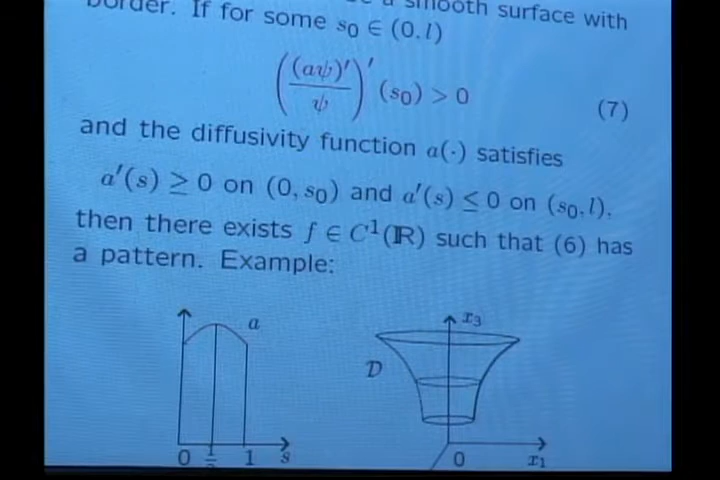 border. If for some s₀ ∈ (0.l) smooth surface with
((aψ)′/ψ)′ (s₀) > 0 (7)
and the diffusivity function a(·) satisfies
a′(s) ≥ 0 on (0, s₀) and a′(s) ≤ 0 on (s₀, l),
then there exists f ∈ C¹(ℝ) such that (6) has
a pattern. Example:
a
x₃
D
0 1 s
0 x₁